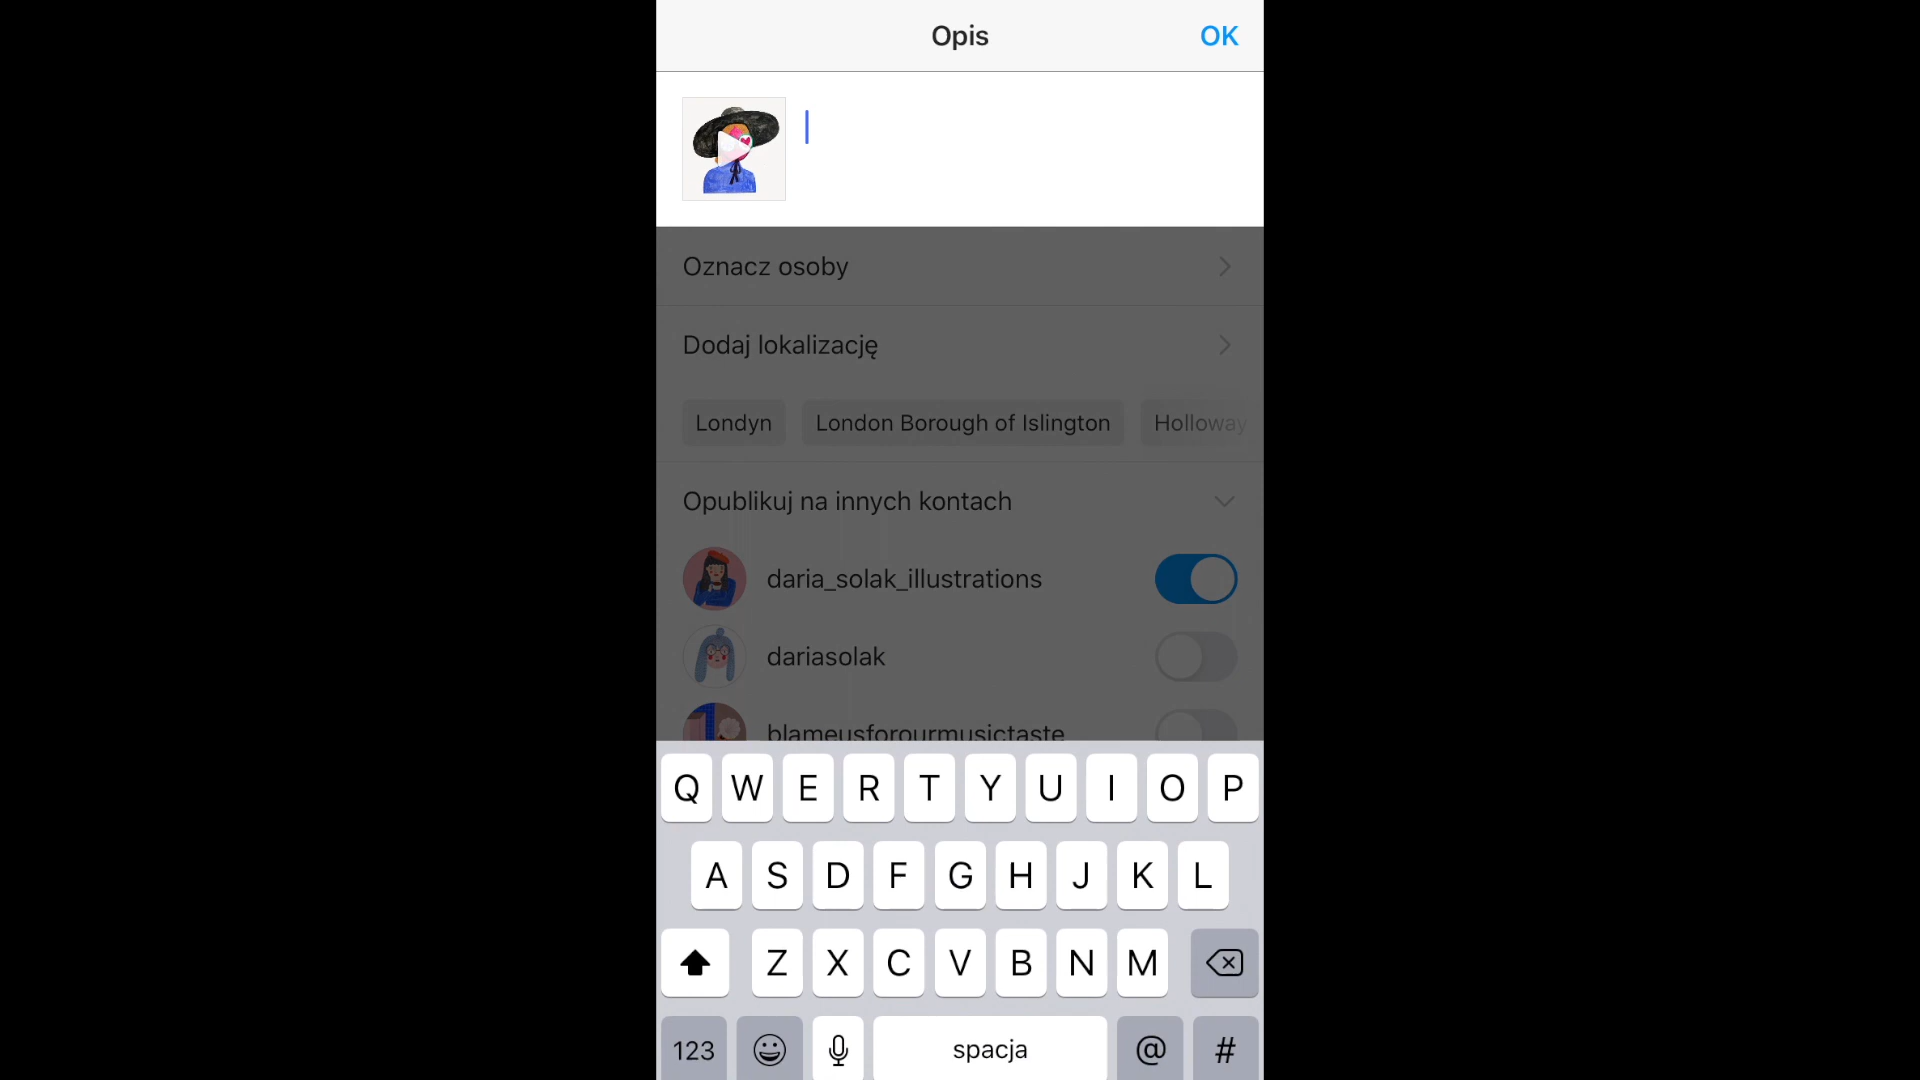 Opis OK
Oznacz osoby
Dodaj lokalizację
Londyn London Borough of Islington Holloway
Opublikuj na innych kontach
daria_solak_illustrations
dariasolak
blameusforourmusictaste
Q W E R T Y U I O P
A S D F G H J K L
Z X C V B N M
123 spacja @ #